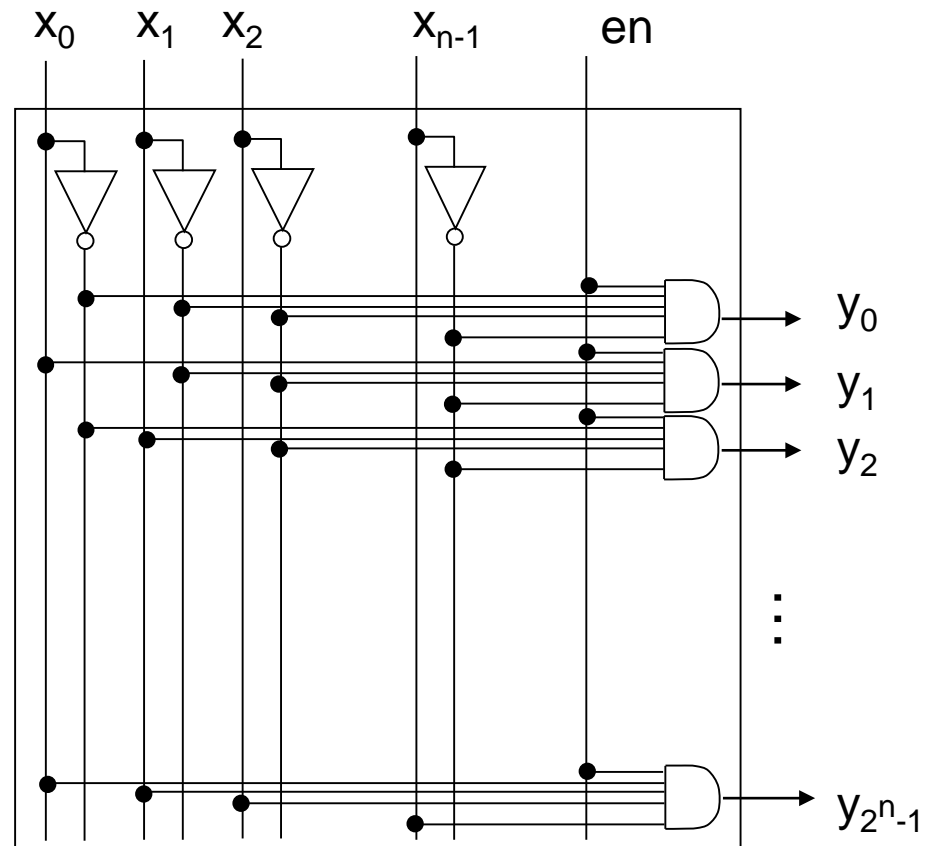 x₀ x₁ x₂ xₙ₋₁ en
y₀
y₁
y₂
⋮
y₂ⁿ₋₁